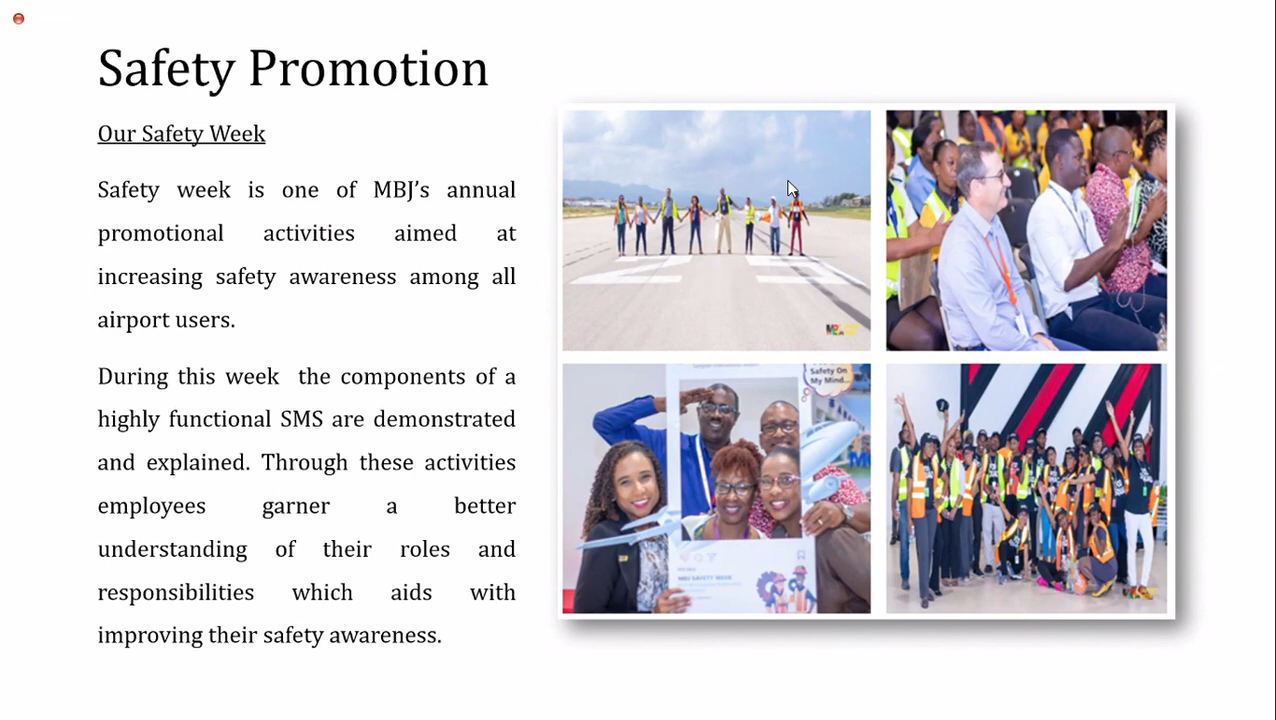 Safety Promotion
Our Safety Week
Safety week is one of MBJ's annual
promotional activities aimed at
increasing safety awareness among all
airport users.
During this week the components of a
highly functional SMS are demonstrated
and explained. Through these activities
employees garner a better
understanding of their roles and
responsibilities which aids with
improving their safety awareness.
Safety On
My Mind...
MBJ SAFETY WEEK